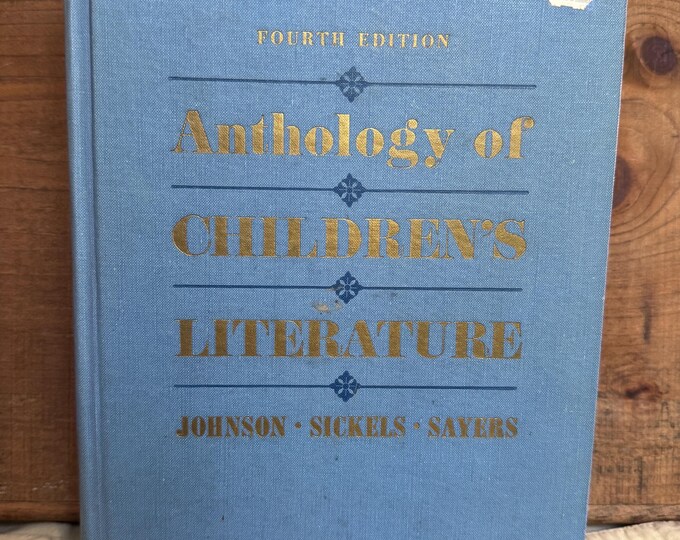 FOURTH EDITION
Anthology of
CHILDREN'S
LITERATURE
JOHNSON · SICKELS · SAYERS